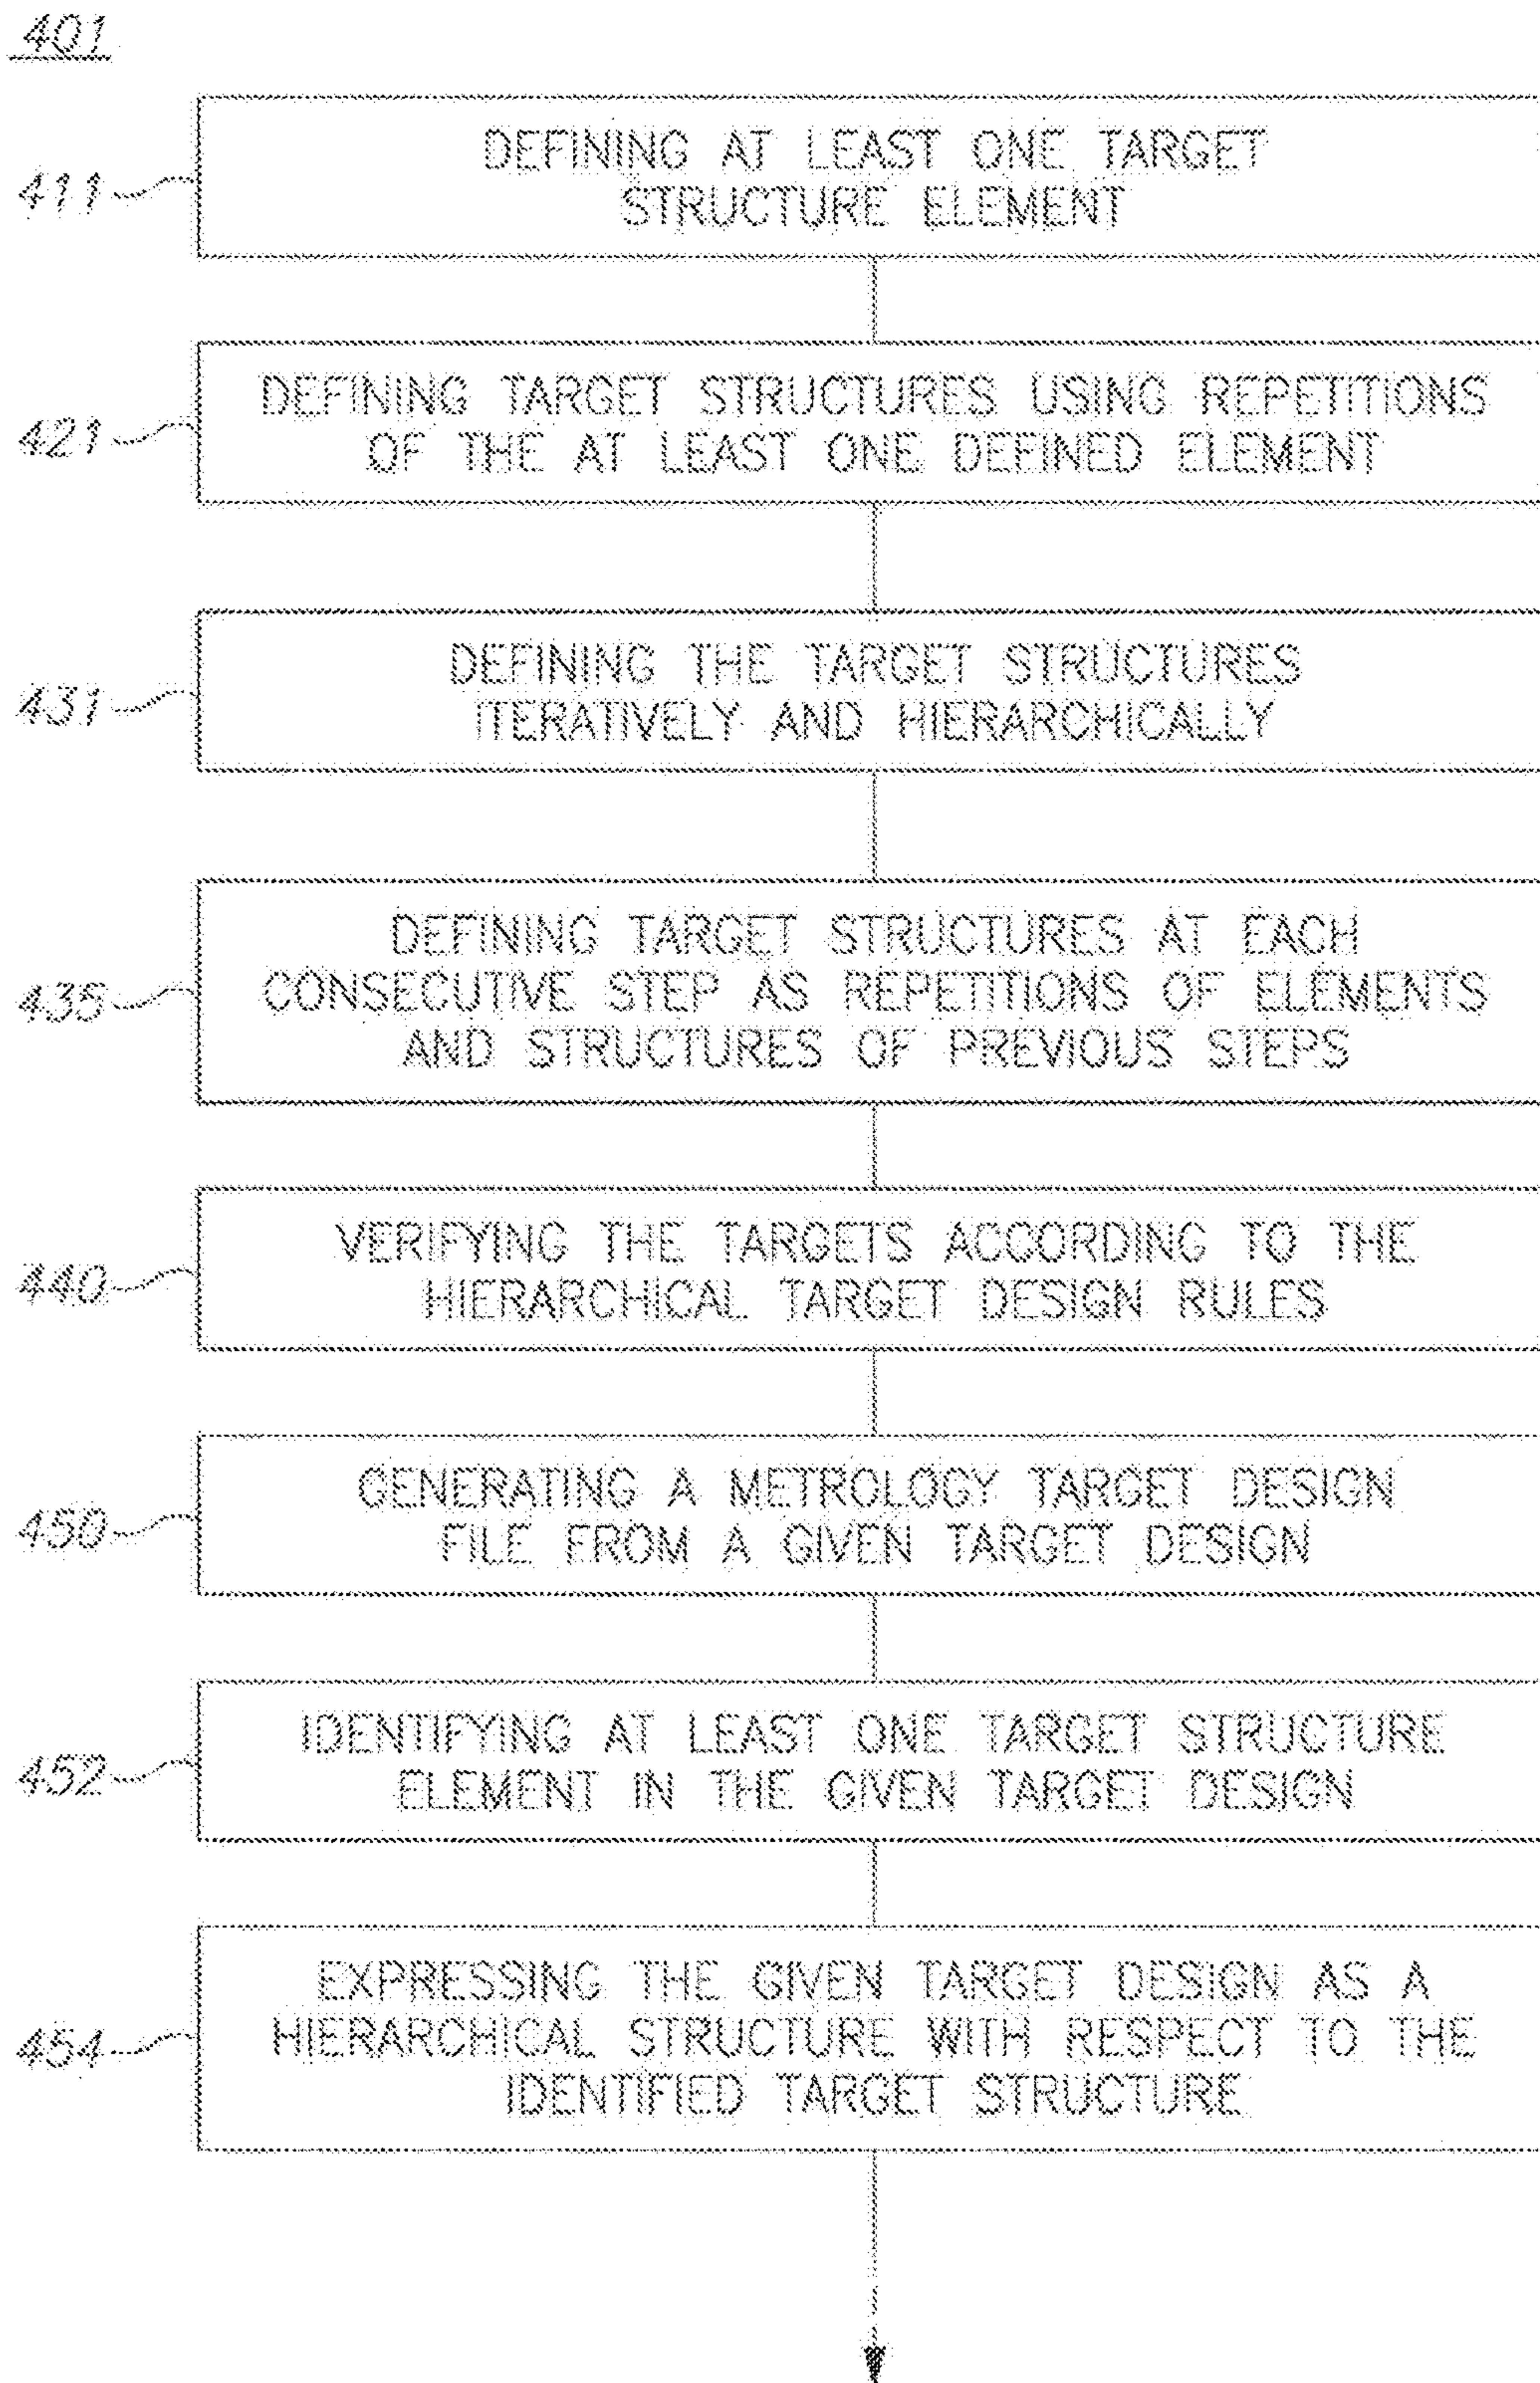 401
411
DEFINING AT LEAST ONE TARGET
STRUCTURE ELEMENT
421
DEFINING TARGET STRUCTURES USING REPETITIONS
OF THE AT LEAST ONE DEFINED ELEMENT
431
DEFINING THE TARGET STRUCTURES
ITERATIVELY AND HIERARCHICALLY
435
DEFINING TARGET STRUCTURES AT EACH
CONSECUTIVE STEP AS REPETITIONS OF ELEMENTS
AND STRUCTURES OF PREVIOUS STEPS
440
VERIFYING THE TARGETS ACCORDING TO THE
HIERARCHICAL TARGET DESIGN RULES
450
GENERATING A METROLOGY TARGET DESIGN
FILE FROM A GIVEN TARGET DESIGN
452
IDENTIFYING AT LEAST ONE TARGET STRUCTURE
ELEMENT IN THE GIVEN TARGET DESIGN
454
EXPRESSING THE GIVEN TARGET DESIGN AS A
HIERARCHICAL STRUCTURE WITH RESPECT TO THE
IDENTIFIED TARGET STRUCTURE